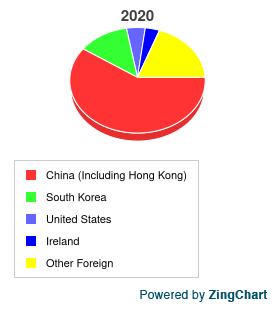 2020
China (Including Hong Kong)
South Korea
United States
Ireland
Other Foreign
Powered by ZingChart